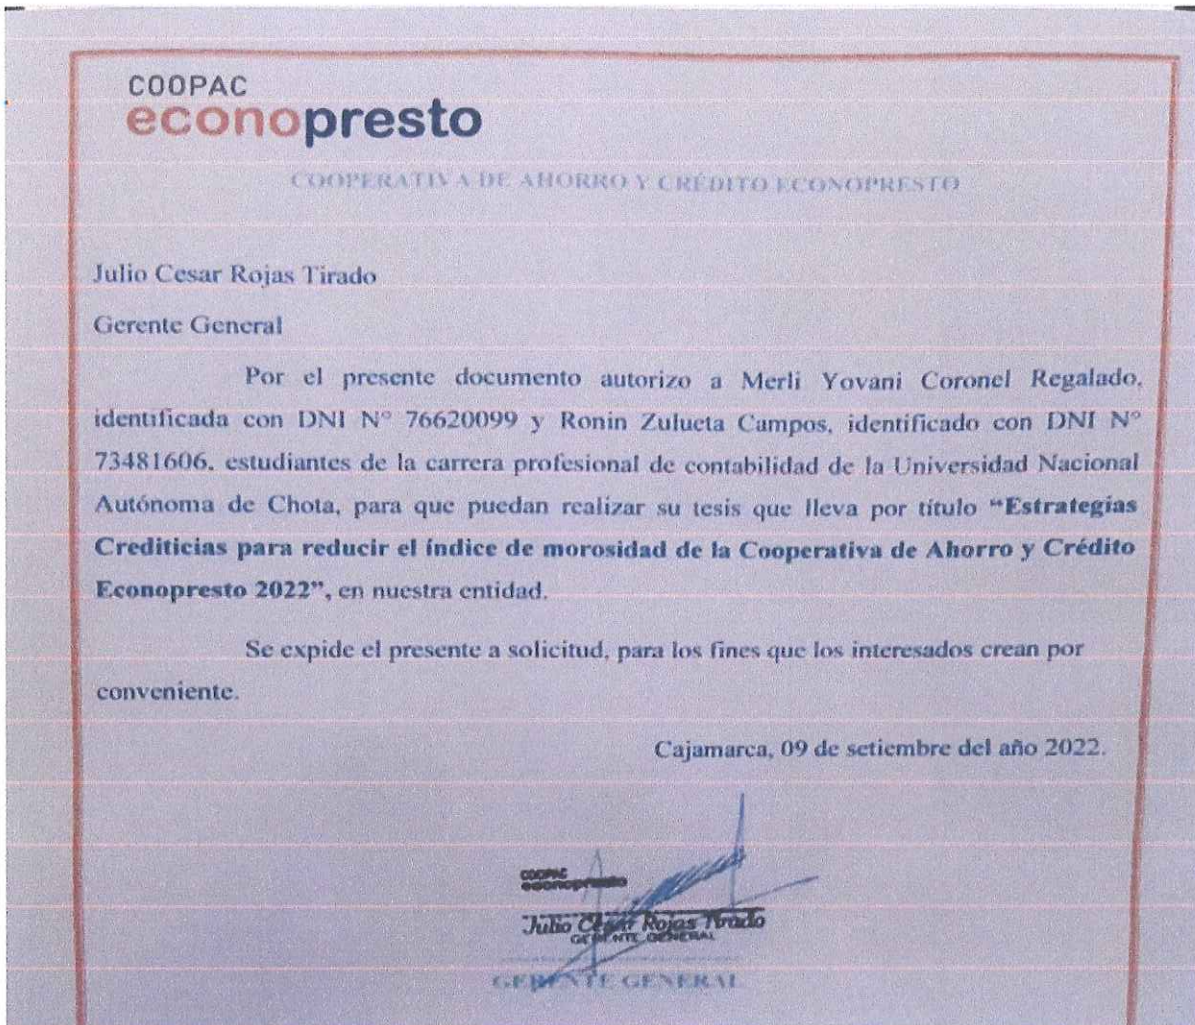 COOPAC
econopresto
COOPERATIVA DE AHORRO Y CRÉDITO ECONOPRESTO
Julio Cesar Rojas Tirado
Gerente General
Por el presente documento autorizo a Merli Yovani Coronel Regalado,
identificada con DNI N° 76620099 y Ronin Zulueta Campos, identificado con DNI N°
73481606, estudiantes de la carrera profesional de contabilidad de la Universidad Nacional
Autónoma de Chota, para que puedan realizar su tesis que lleva por título “Estrategias
Crediticias para reducir el índice de morosidad de la Cooperativa de Ahorro y Crédito
Econopresto 2022”, en nuestra entidad.
Se expide el presente a solicitud, para los fines que los interesados crean por
conveniente.
Cajamarca, 09 de setiembre del año 2022.
COOPAC
econopresto
Julio Cesar Rojas Tirado
GERENTE GENERAL
GERENTE GENERAL